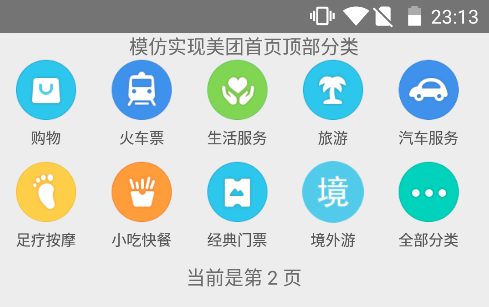 23:13
模仿实现美团首页顶部分类
购物 火车票 生活服务 旅游 汽车服务
境
足疗按摩 小吃快餐 经典门票 境外游 全部分类
当前是第 2 页